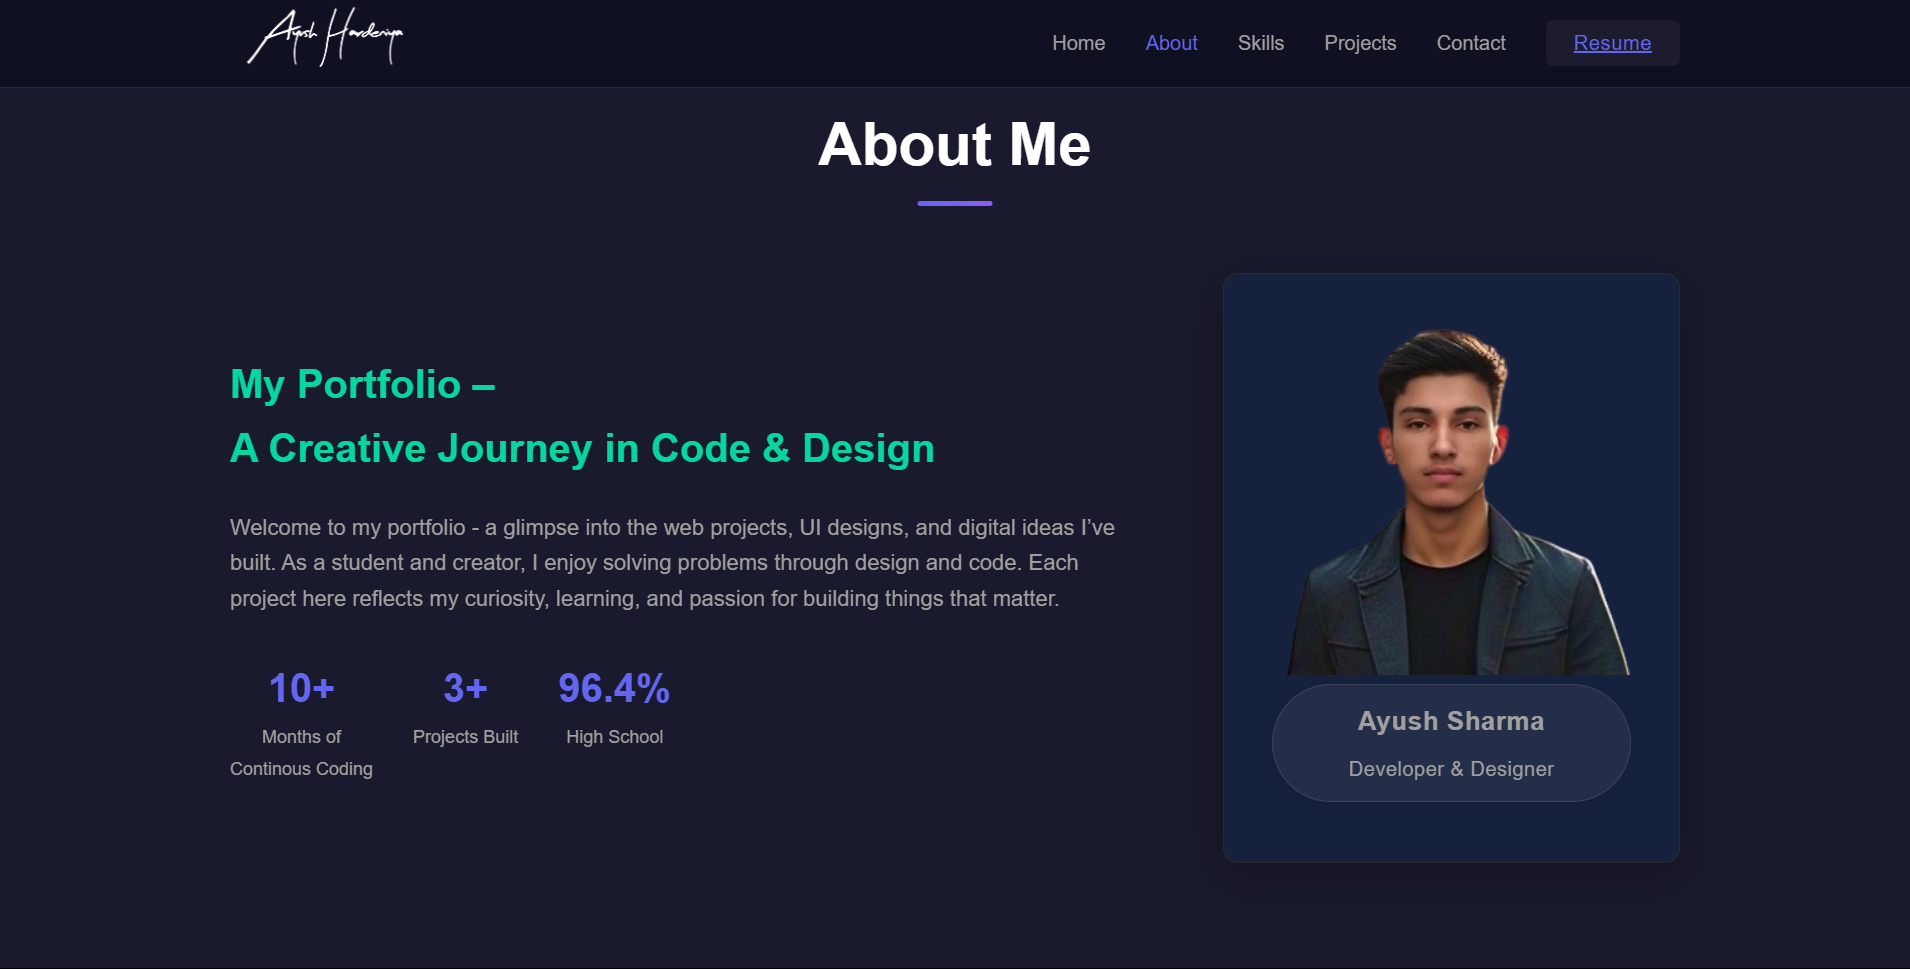 Ayush Hardeniya
Home About Skills Projects Contact Resume
About Me
My Portfolio –
A Creative Journey in Code & Design
Welcome to my portfolio - a glimpse into the web projects, UI designs, and digital ideas I’ve
built. As a student and creator, I enjoy solving problems through design and code. Each
project here reflects my curiosity, learning, and passion for building things that matter.
10+ 3+ 96.4%
Months of Projects Built High School
Continous Coding
Ayush Sharma
Developer & Designer